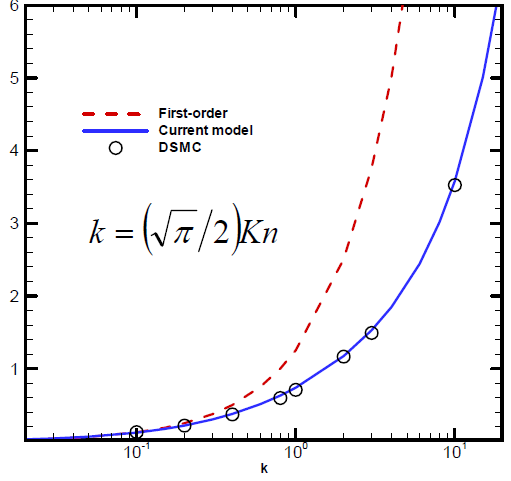 6
5
4
3
2
1
First-order
Current model
DSMC
k = (√π/2)Kn
10⁻¹ 10⁰ 10¹
k